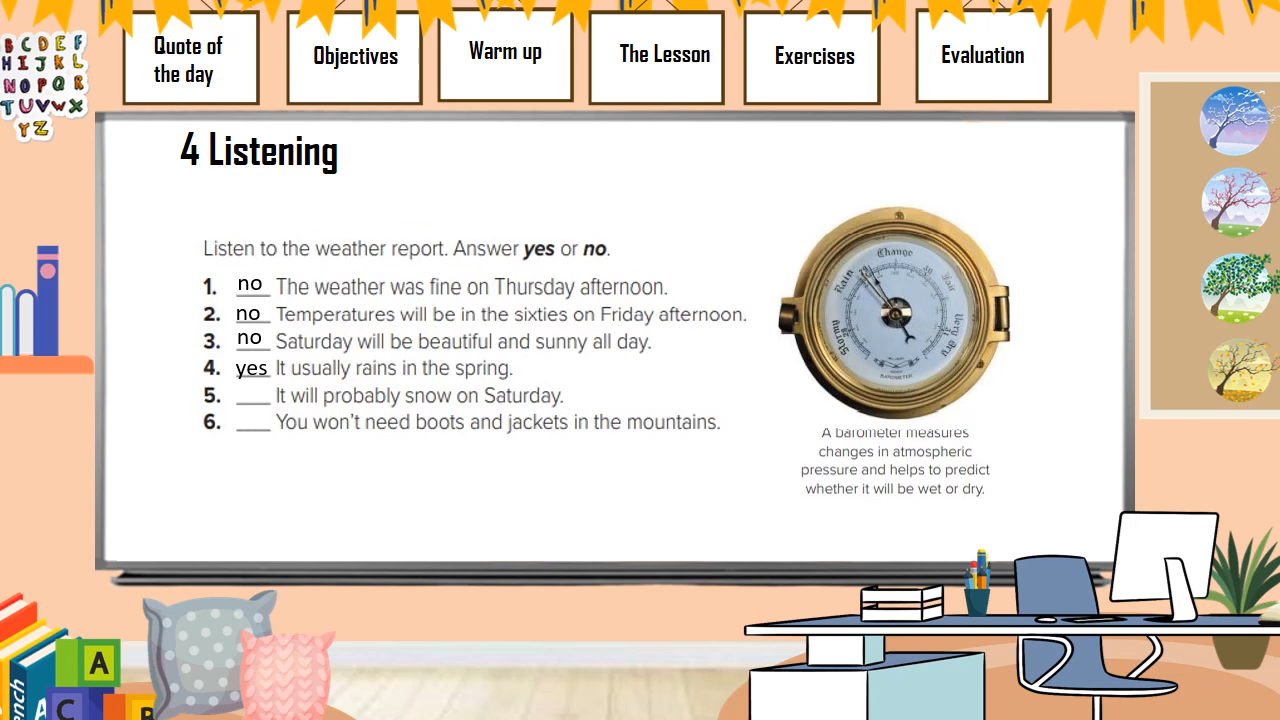 Quote of
the day
Objectives
Warm up
The Lesson
Exercises
Evaluation
B C D E F
H I J K L
N O P Q R
T U V W X
Y Z
4 Listening
Listen to the weather report. Answer yes or no.
1. no The weather was fine on Thursday afternoon.
2. no Temperatures will be in the sixties on Friday afternoon.
3. no Saturday will be beautiful and sunny all day.
4. yes It usually rains in the spring.
5. ___ It will probably snow on Saturday.
6. ___ You won't need boots and jackets in the mountains.
Stormy
Rain
Change
Fair
Very dry
BAROMETER
A barometer measures
changes in atmospheric
pressure and helps to predict
whether it will be wet or dry.
A
C
B